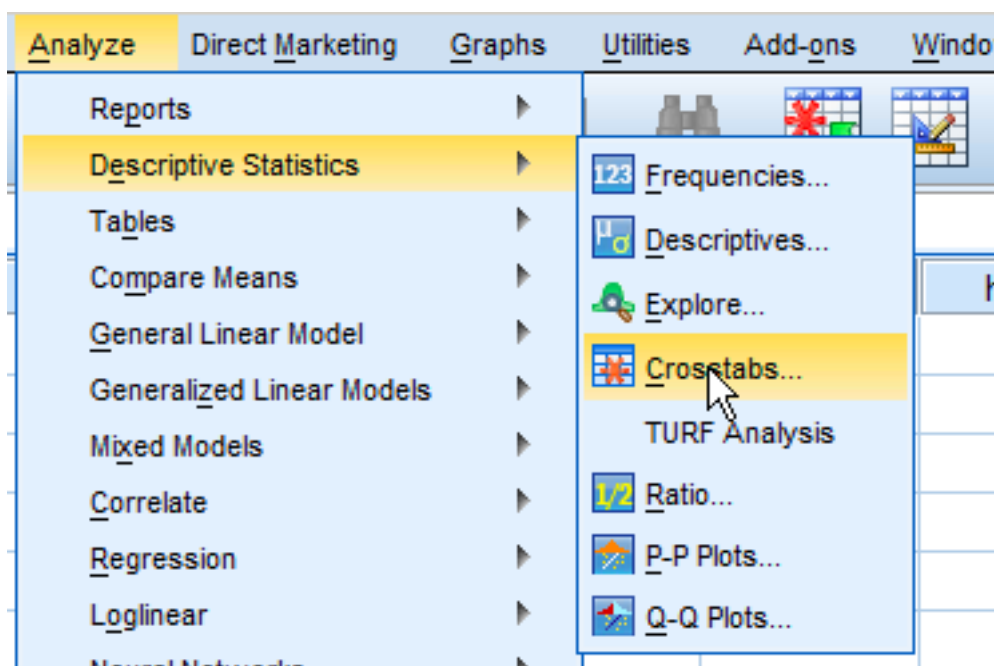 Analyze Direct Marketing Graphs Utilities Add-ons
Reports
Descriptive Statistics
Tables
Compare Means
General Linear Model
Generalized Linear Models
Mixed Models
Correlate
Regression
Loglinear
123 Frequencies...
μσ Descriptives...
Explore...
Crosstabs...
TURF Analysis
1/2 Ratio...
P-P Plots...
Q-Q Plots...